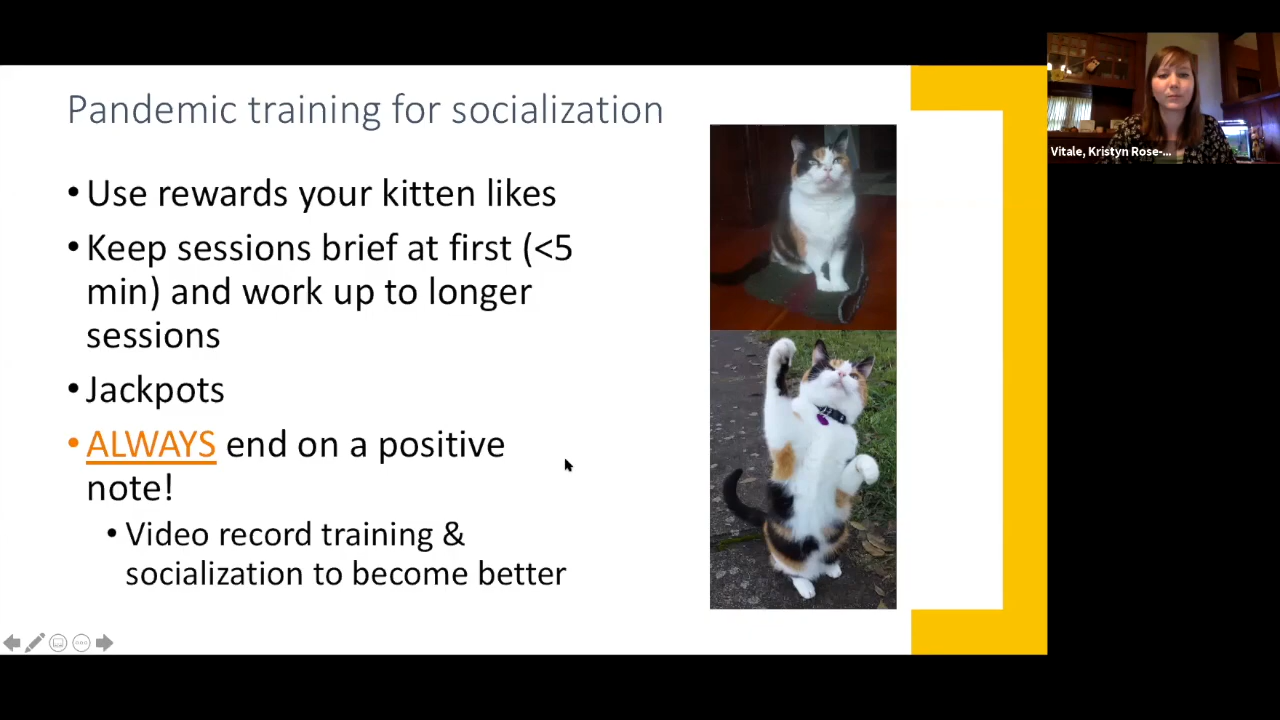 Pandemic training for socialization
• Use rewards your kitten likes
• Keep sessions brief at first (<5
min) and work up to longer
sessions
• Jackpots
• ALWAYS end on a positive
note!
• Video record training &
socialization to become better
Vitale, Kristyn Rose-...